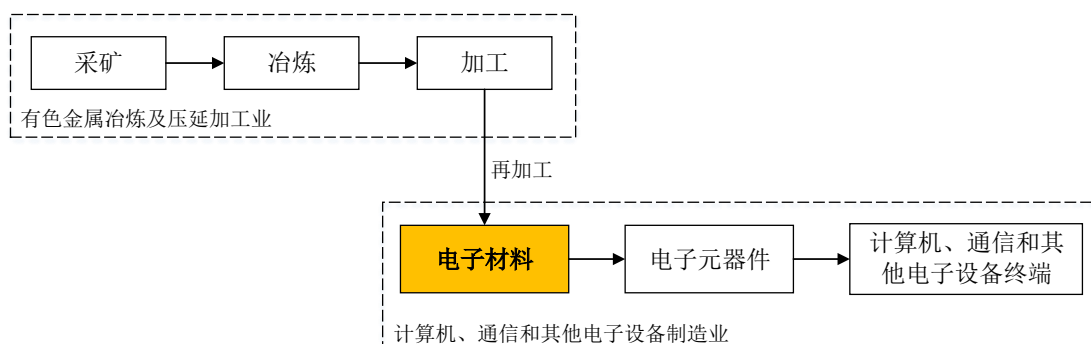 采矿
冶炼
加工
有色金属冶炼及压延加工业
再加工
电子材料
电子元器件
计算机、通信和其
他电子设备终端
计算机、通信和其他电子设备制造业